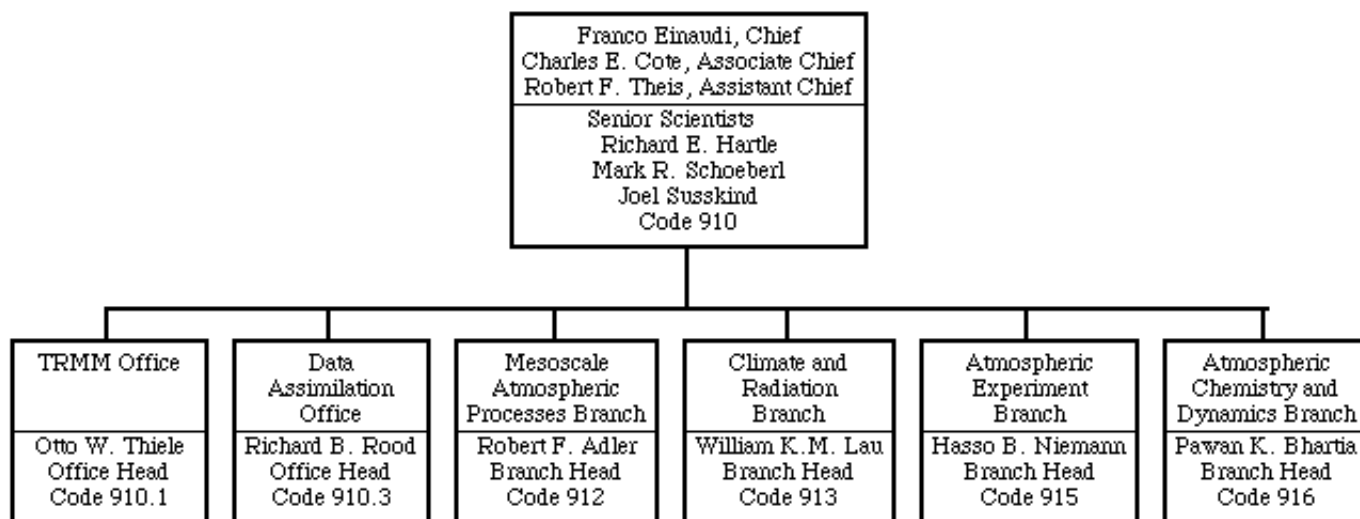 Franco Einaudi, Chief
Charles E. Cote, Associate Chief
Robert F. Theis, Assistant Chief
Senior Scientists
Richard E. Hartle
Mark R. Schoeberl
Joel Susskind
Code 910
TRMM Office
Otto W. Thiele
Office Head
Code 910.1
Data
Assimilation
Office
Richard B. Rood
Office Head
Code 910.3
Mesoscale
Atmospheric
Processes Branch
Robert F. Adler
Branch Head
Code 912
Climate and
Radiation
Branch
William K.M. Lau
Branch Head
Code 913
Atmospheric
Experiment
Branch
Hasso B. Niemann
Branch Head
Code 915
Atmospheric
Chemistry and
Dynamics Branch
Pawan K. Bhartia
Branch Head
Code 916